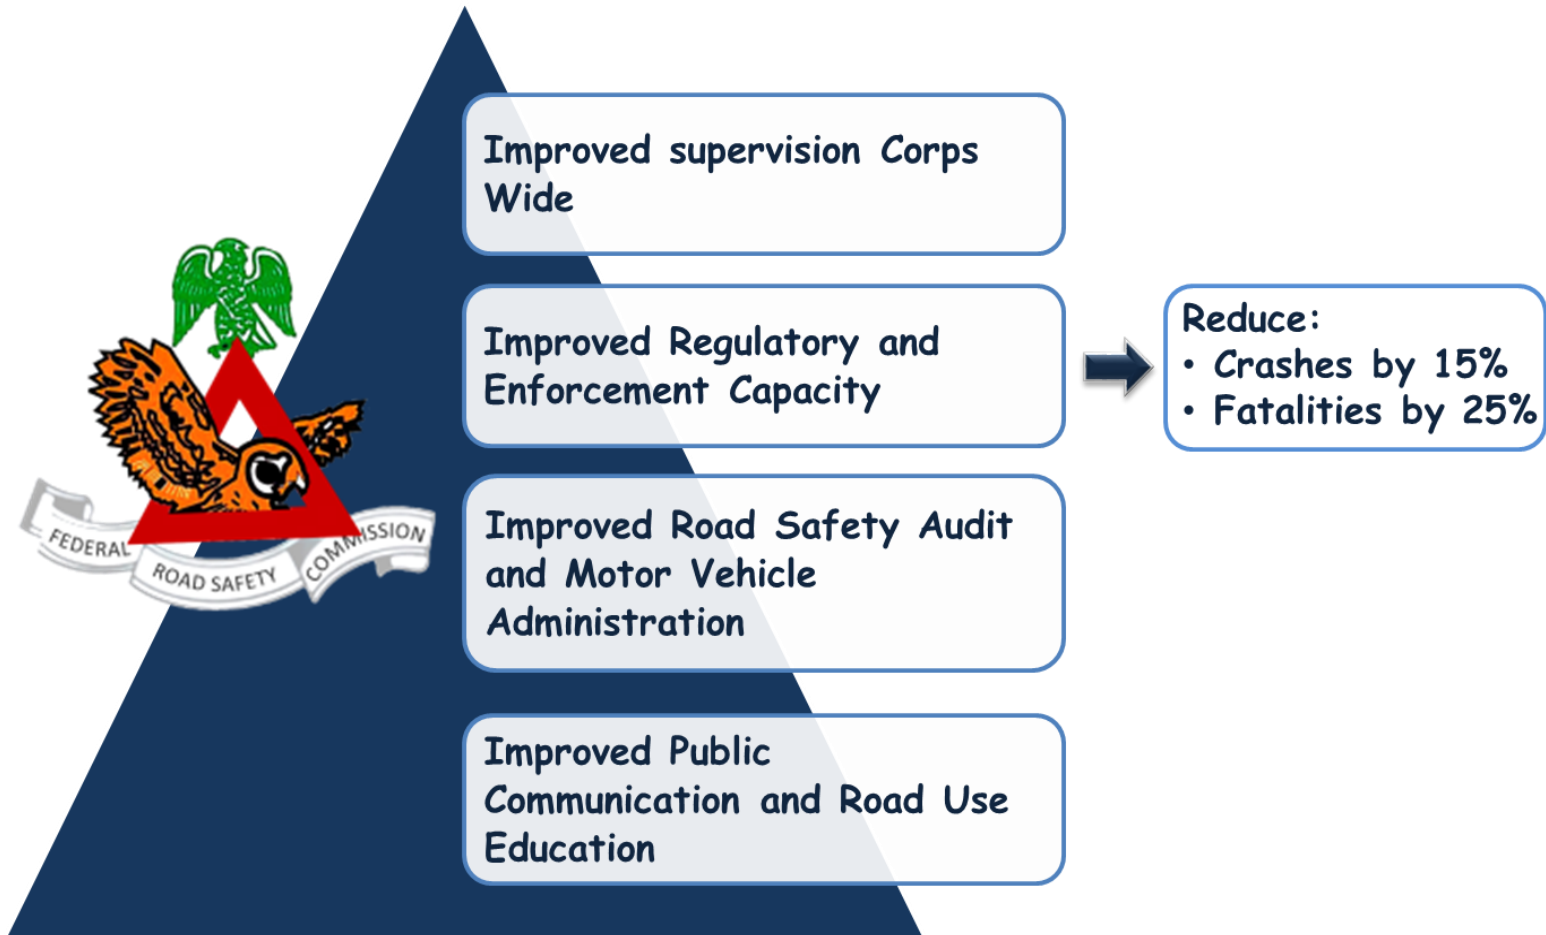 Improved supervision Corps
Wide
Improved Regulatory and
Enforcement Capacity
Reduce:
• Crashes by 15%
• Fatalities by 25%
Improved Road Safety Audit
and Motor Vehicle
Administration
Improved Public
Communication and Road Use
Education
FEDERAL
ROAD SAFETY
COMMISSION